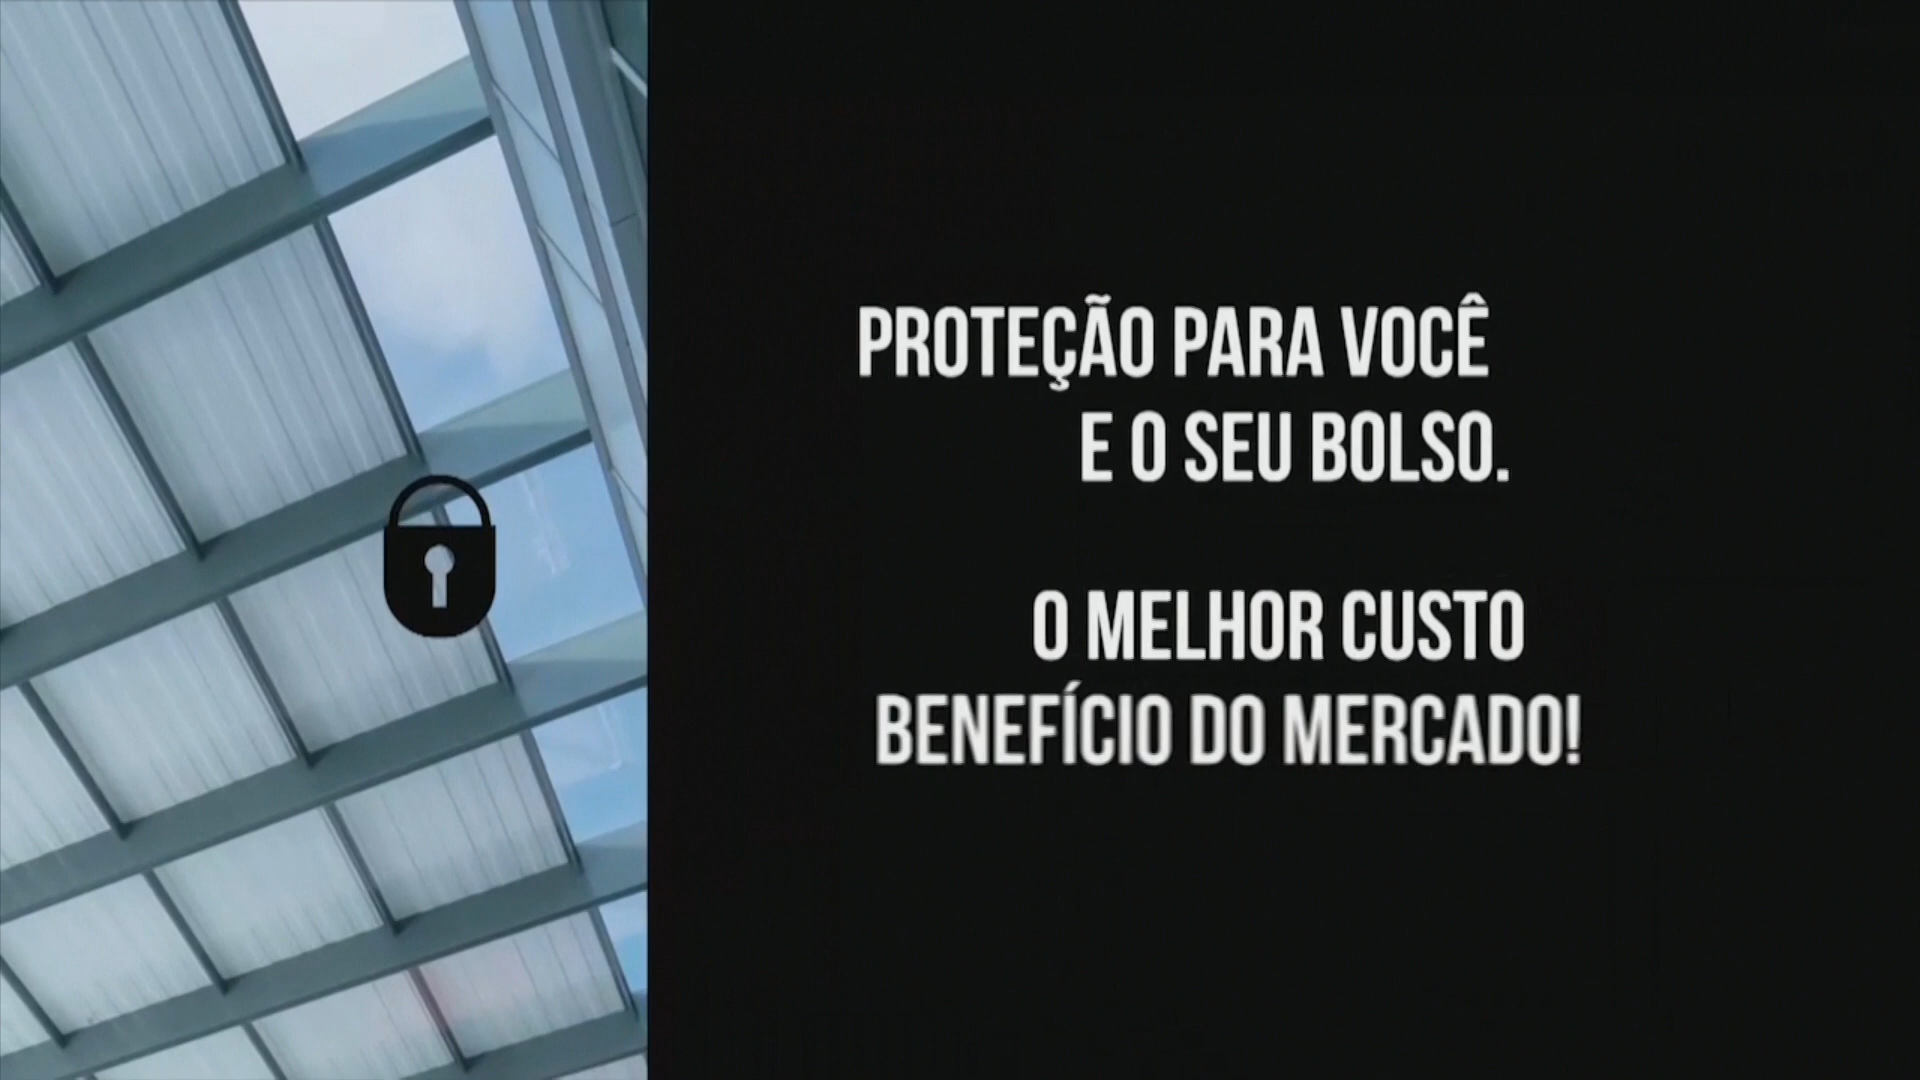 PROTEÇÃO PARA VOCÊ
E O SEU BOLSO.
O MELHOR CUSTO
BENEFÍCIO DO MERCADO!